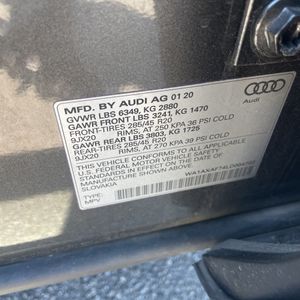 MFD. BY AUDI AG 01 20
GVWR LBS 6349, KG 2880
GAWR FRONT LBS 3241, KG 1470
FRONT-TIRES 285/45 R20
9JX20 RIMS, AT 250 KPA 36 PSI COLD
GAWR REAR LBS 3803, KG 1725
REAR-TIRES 285/45 R20
9JX20 RIMS, AT 270 KPA 39 PSI COLD
THIS VEHICLE CONFORMS TO ALL APPLICABLE
U.S. FEDERAL MOTOR VEHICLE SAFETY
STANDARDS IN EFFECT ON THE DATE OF
MANUFACTURE SHOWN ABOVE.
SLOVAKIA
TYPE:
MPV
Audi